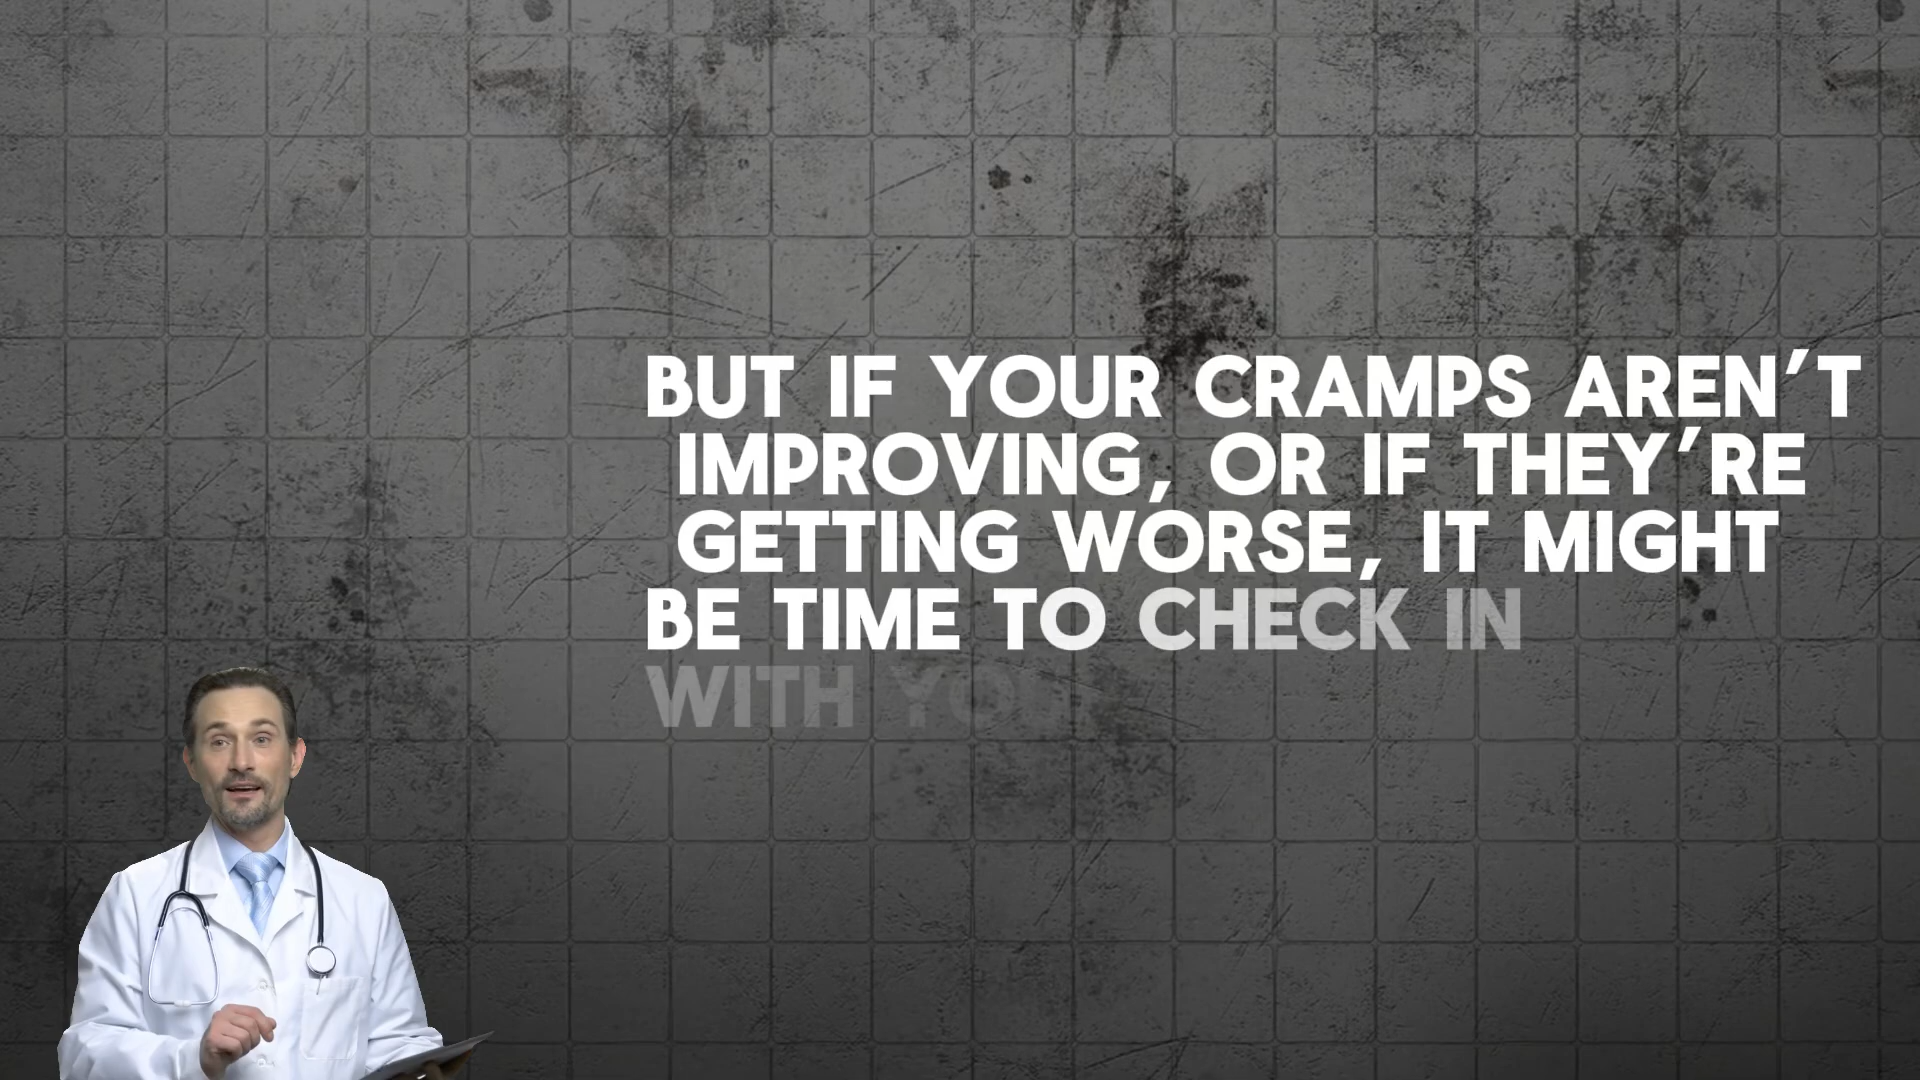 BUT IF YOUR CRAMPS AREN'T
IMPROVING, OR IF THEY'RE
GETTING WORSE, IT MIGHT
BE TIME TO CHECK IN
WITH YOUR